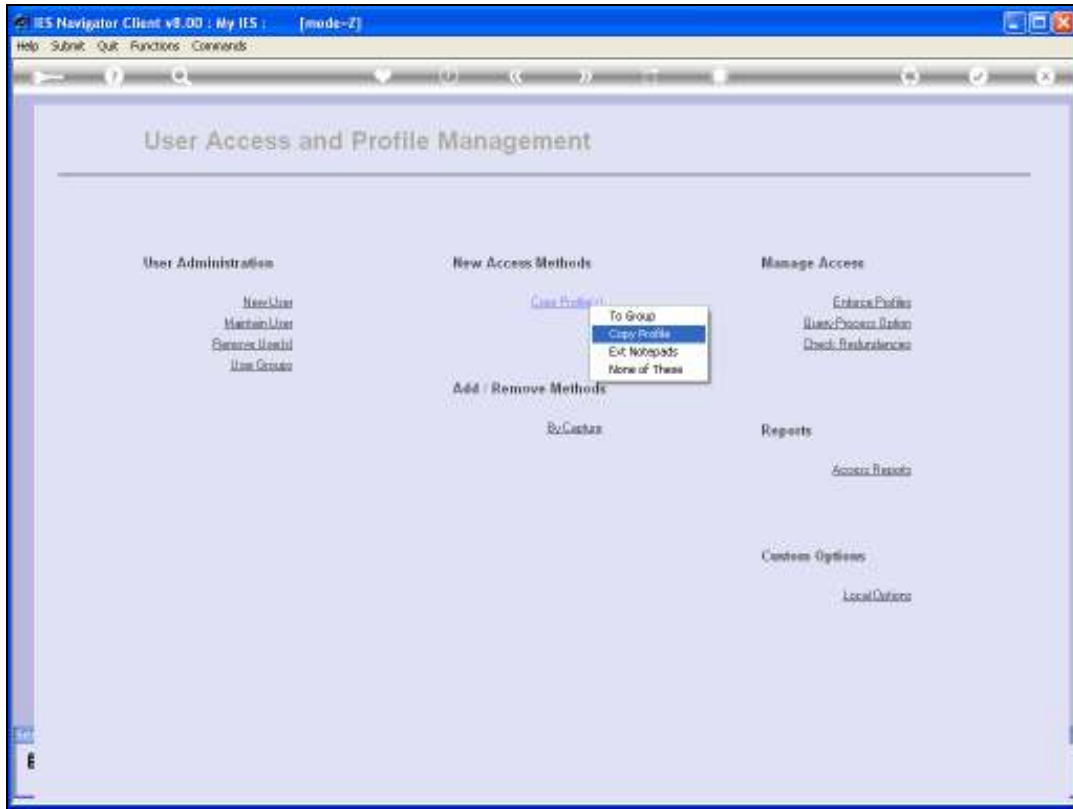 IES Navigator Client v8.00 : My IES : [mode-Z]
Help Submit Quit Functions Commands
User Access and Profile Management
User Administration
New User
Maintain User
Remove UserId
User Groups
New Access Methods
Copy Profile(s)
To Group
Copy Profile
Ext Notepads
None of These
Add / Remove Methods
By Capture
Manage Access
Enforce Profiles
Query Process Option
Check Redundancies
Reports
Access Reports
Custom Options
Local Options